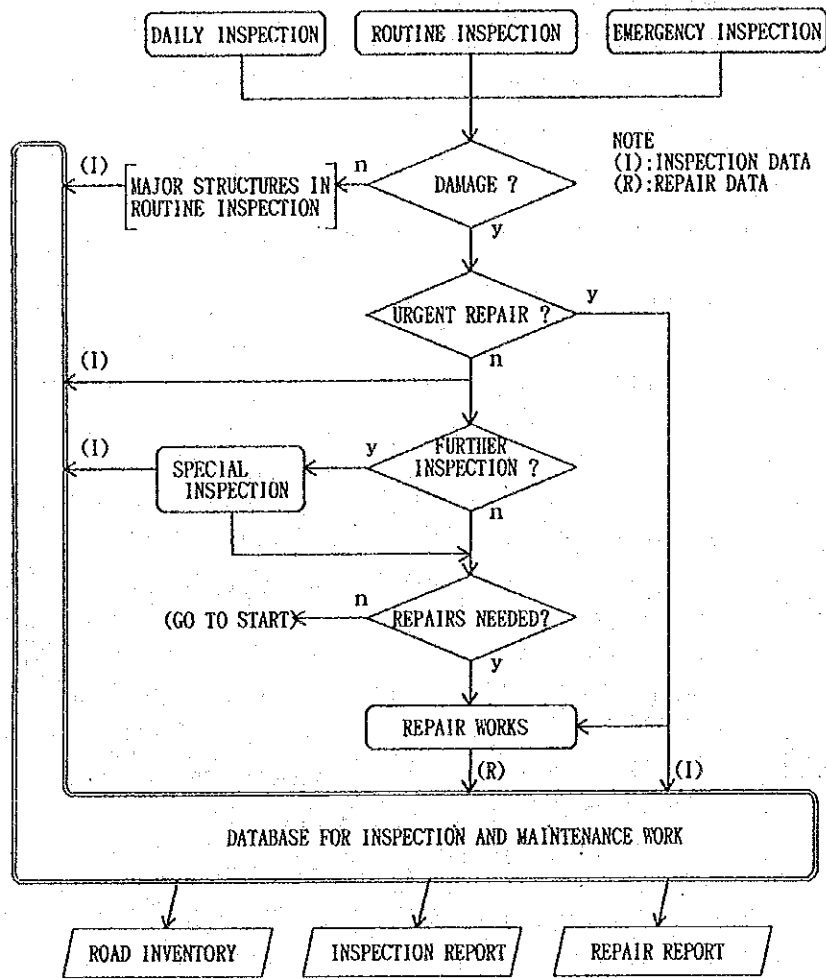 DAILY INSPECTION
ROUTINE INSPECTION
EMERGENCY INSPECTION
NOTE
(I):INSPECTION DATA
(R):REPAIR DATA
(I)
MAJOR STRUCTURES IN
ROUTINE INSPECTION
n
DAMAGE ?
y
URGENT REPAIR ?
y
n
(I)
(I)
SPECIAL
INSPECTION
y
FURTHER
INSPECTION ?
n
(GO TO START)
n
REPAIRS NEEDED?
y
REPAIR WORKS
(R)
(I)
DATABASE FOR INSPECTION AND MAINTENANCE WORK
ROAD INVENTORY
INSPECTION REPORT
REPAIR REPORT